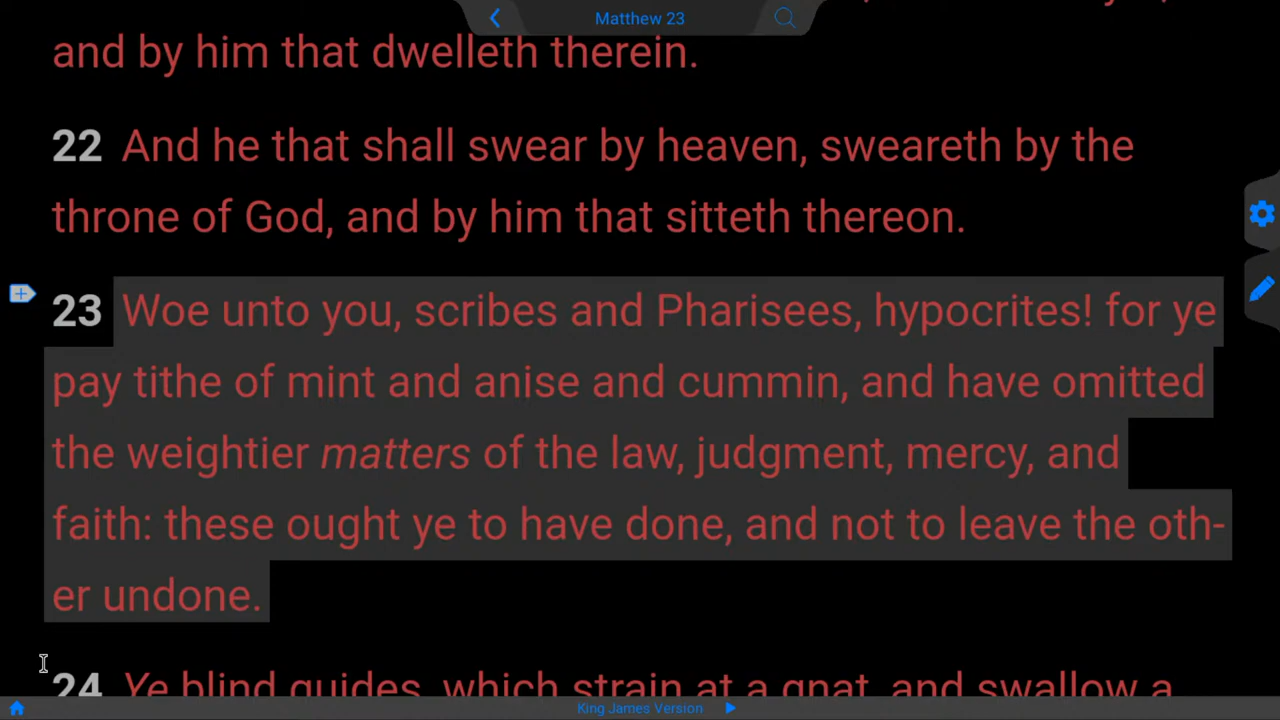 Matthew 23
and by him that dwelleth therein.
22 And he that shall swear by heaven, sweareth by the
throne of God, and by him that sitteth thereon.
23 Woe unto you, scribes and Pharisees, hypocrites! for ye
pay tithe of mint and anise and cummin, and have omitted
the weightier matters of the law, judgment, mercy, and
faith: these ought ye to have done, and not to leave the oth-
er undone.
24 Ye blind guides, which strain at a gnat, and swallow a
King James Version